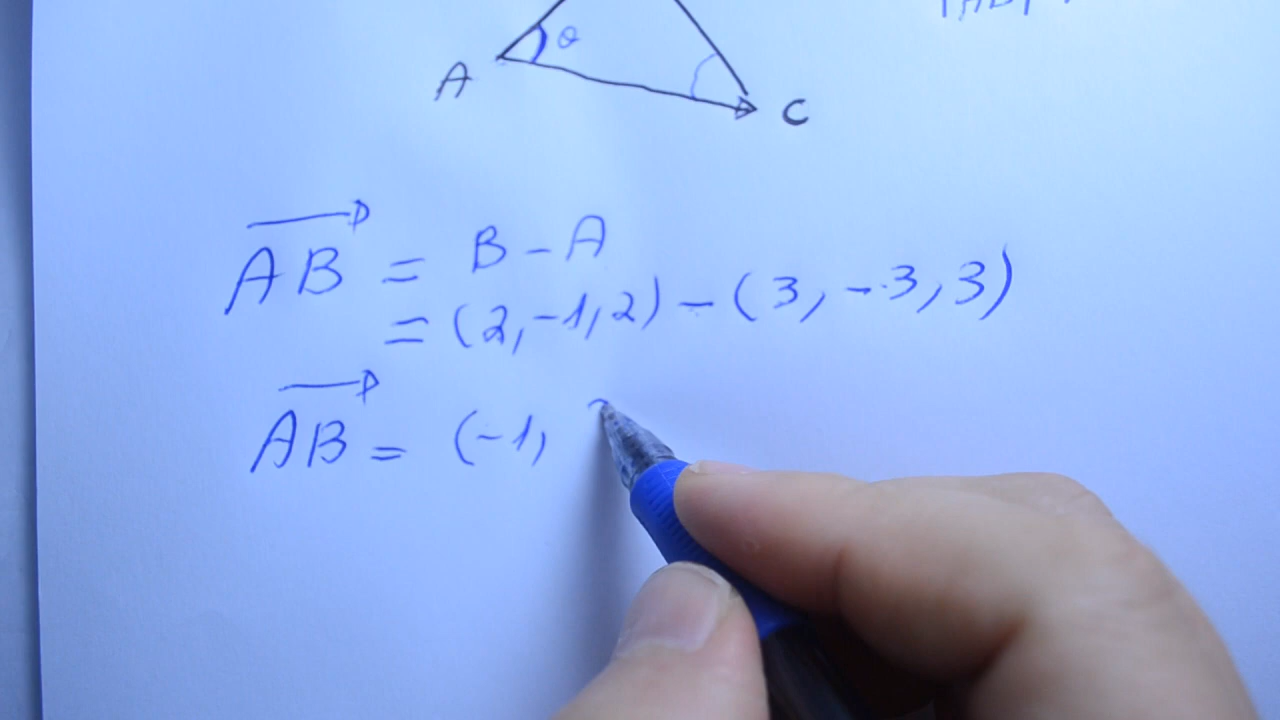 θ
A
C
AB = B - A
= (2, -1, 2) - (3, -3, 3)
AB = (-1,